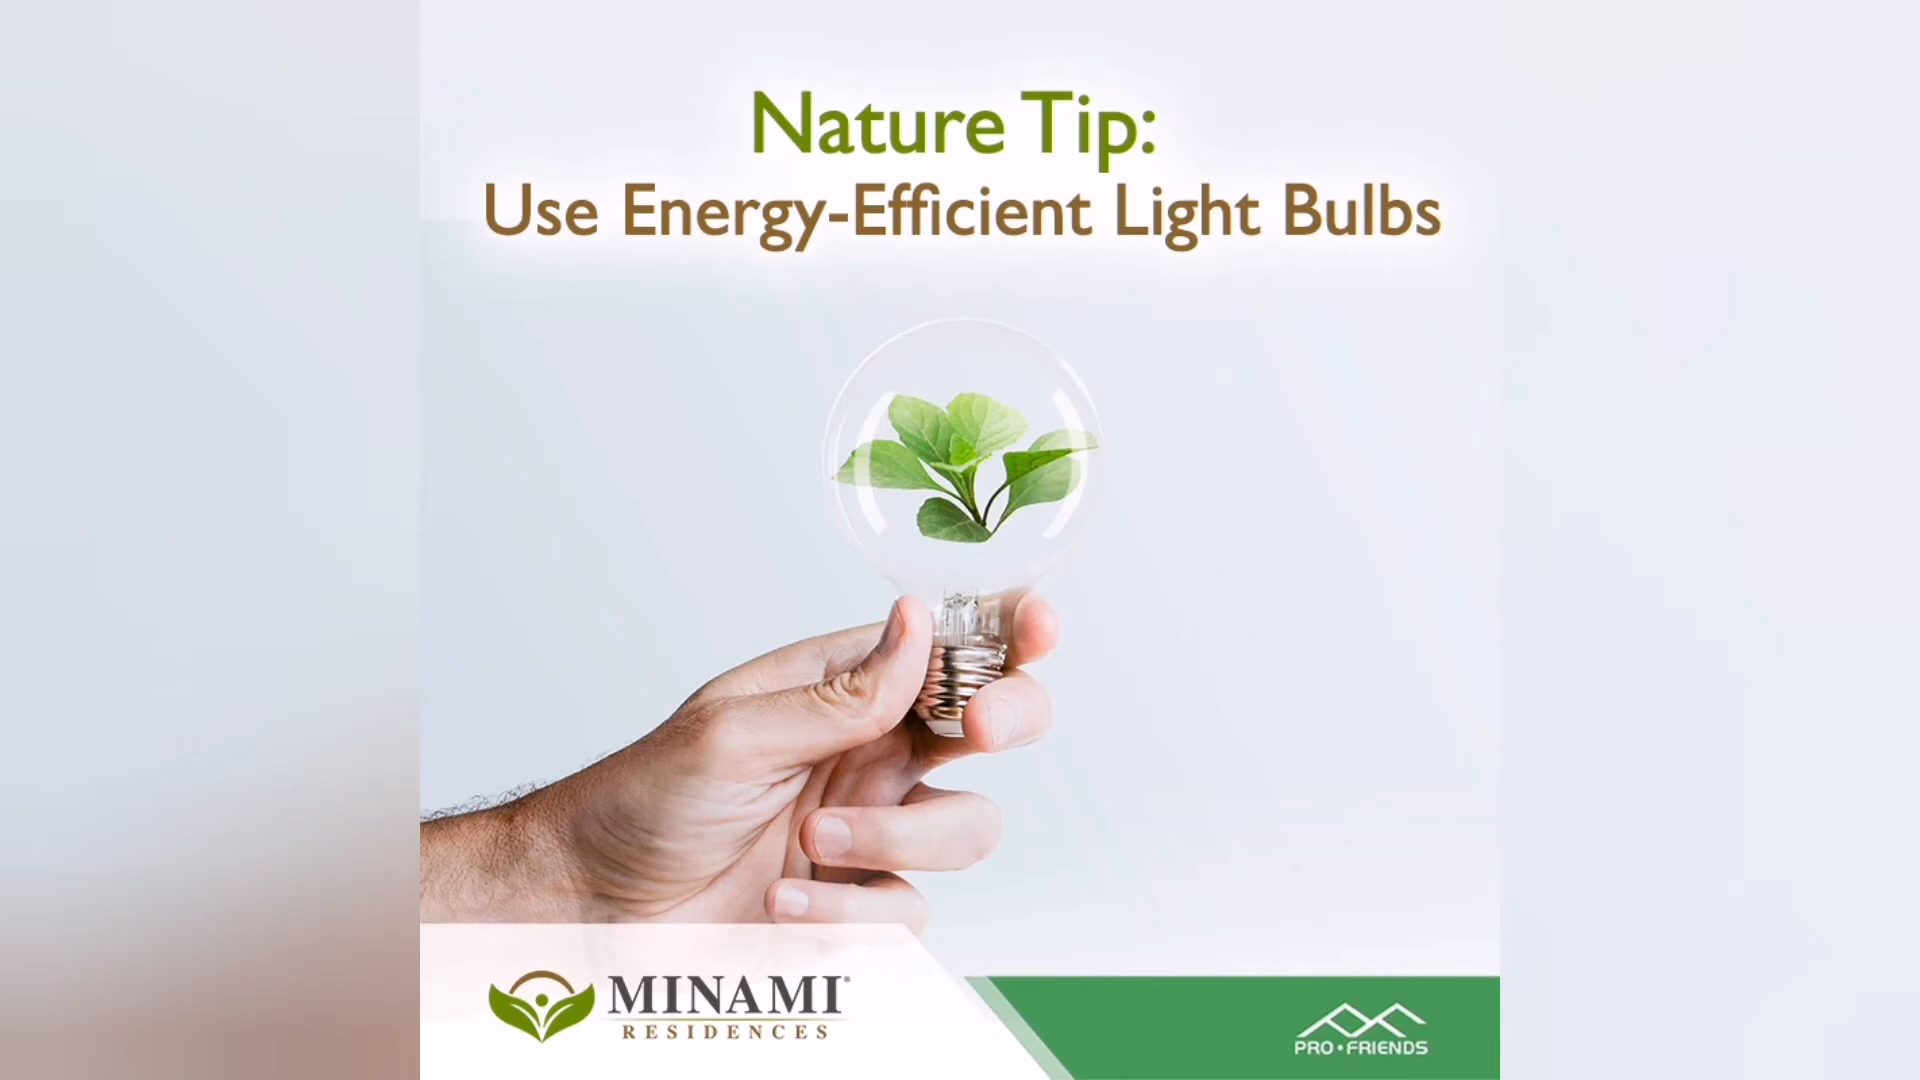 Nature Tip:
Use Energy-Efficient Light Bulbs
MINAMI®
RESIDENCES
PRO•FRIENDS